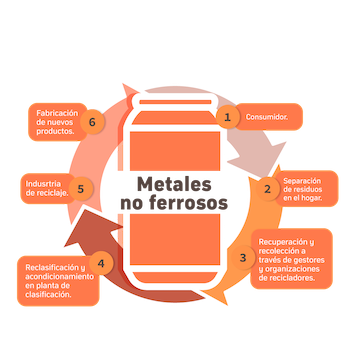 Metales
no ferrosos
1
Consumidor.
2
Separación
de residuos
en el hogar.
3
Recuperación y
recolección a
través de gestores
y organizaciones
de recicladores.
4
Reclasificación y
acondicionamiento
en planta de
clasificación.
5
Indusrtria
de reciclaje.
6
Fabricación
de nuevos
productos.